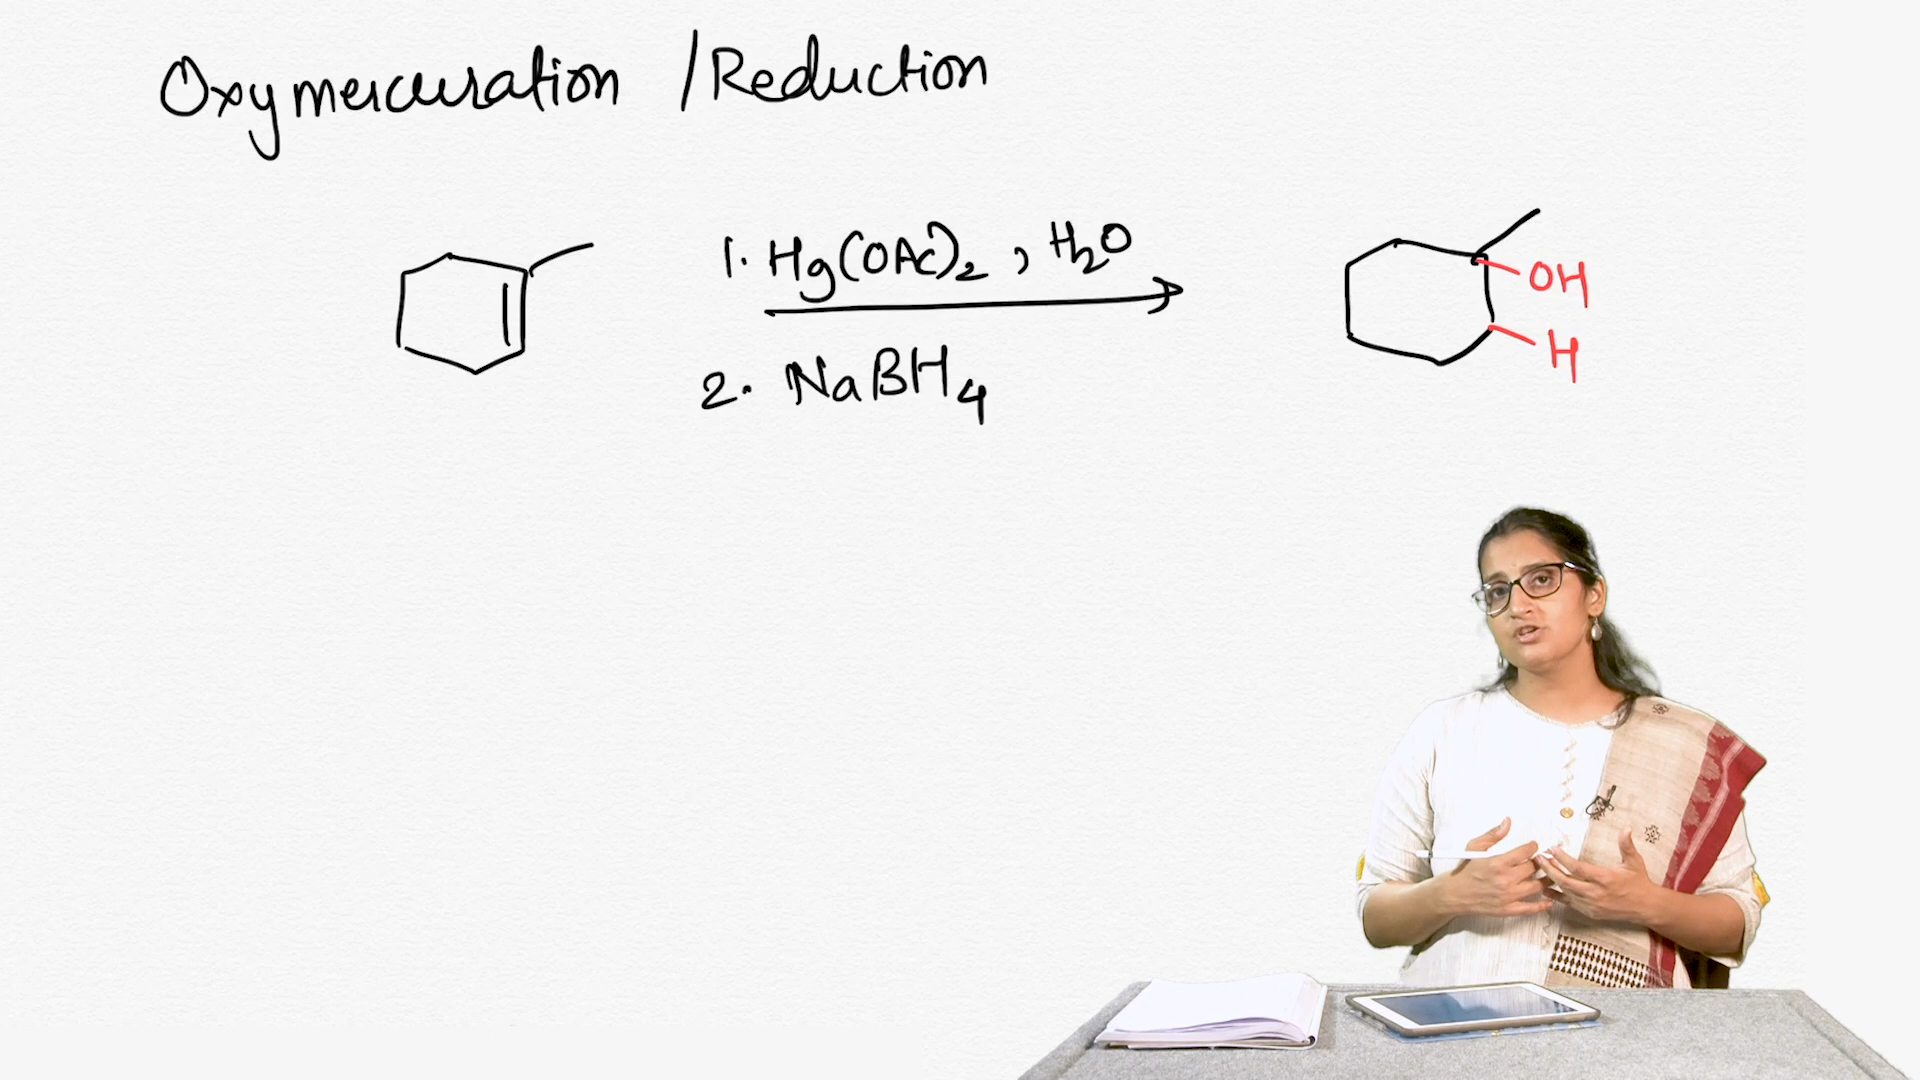 Oxymercuration / Reduction
1. Hg(OAc)₂ , H₂O
2. NaBH₄
OH
H